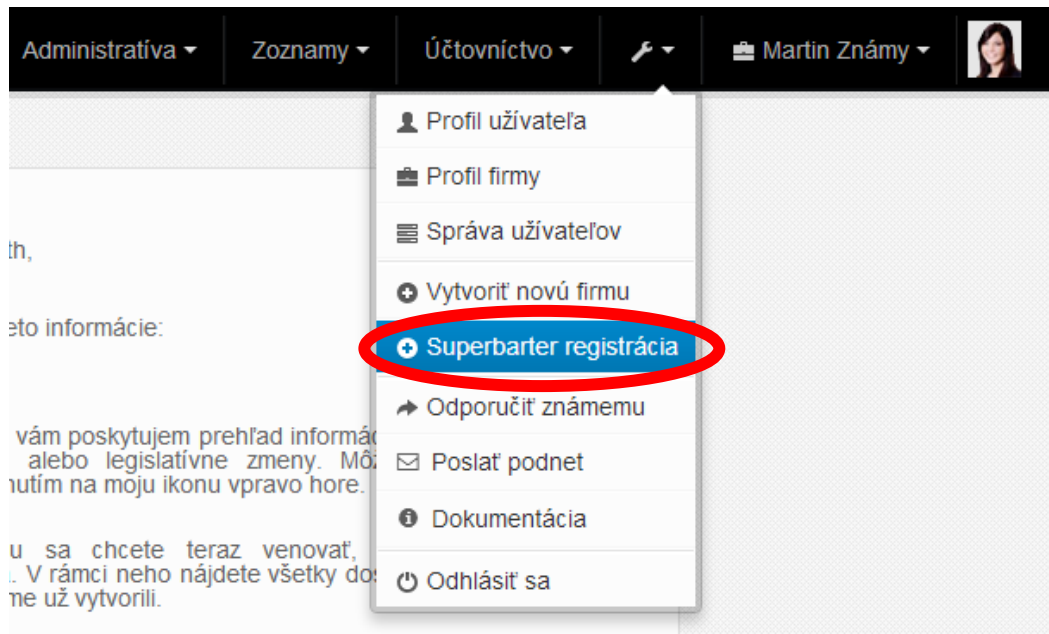 Administratíva
Zoznamy
Účtovníctvo
Martin Známy
Profil užívateľa
Profil firmy
Správa užívateľov
Vytvoriť novú firmu
Superbarter registrácia
Odporučiť známemu
Poslať podnet
Dokumentácia
Odhlásiť sa
th,
eto informácie:
vám poskytujem prehľad informác
alebo legislatívne zmeny. Mô
nutím na moju ikonu vpravo hore.
u sa chcete teraz venovať,
. V rámci neho nájdete všetky do
me už vytvorili.